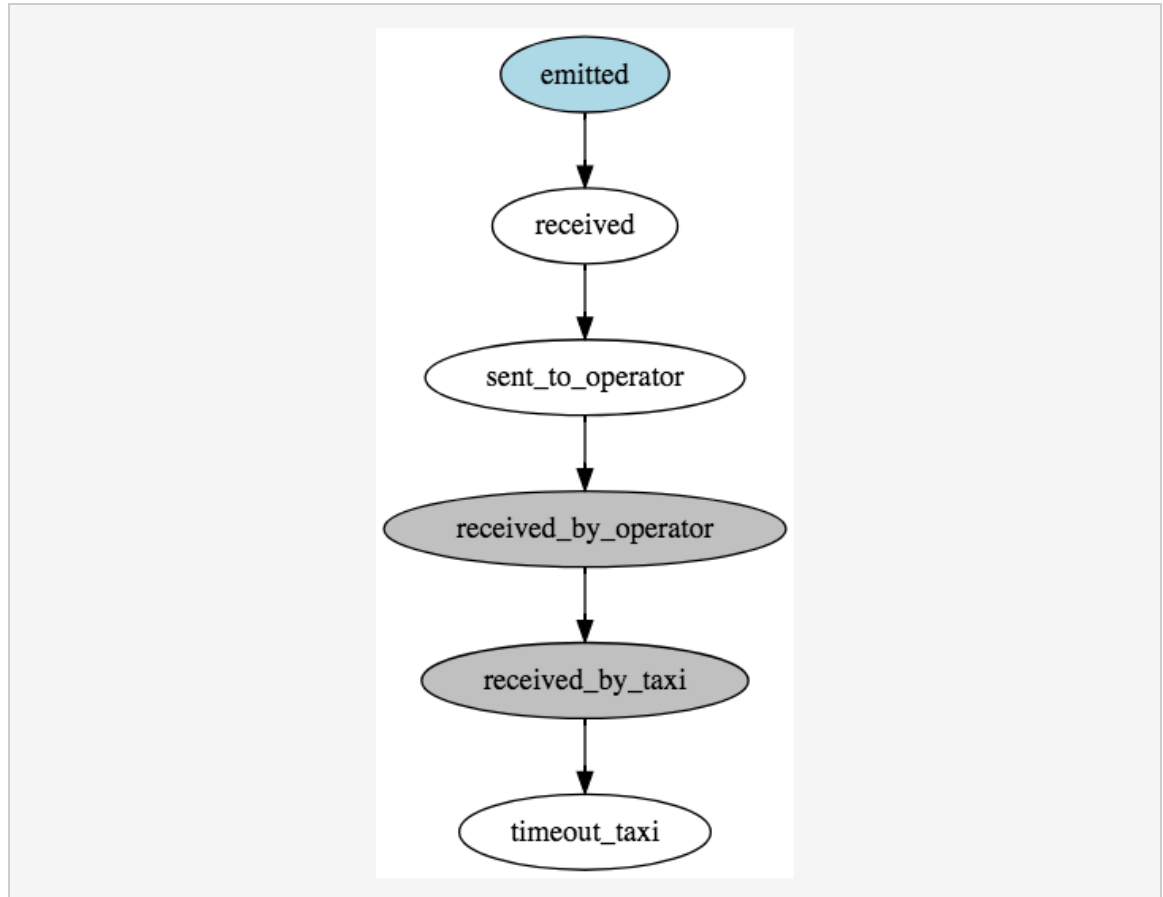 emitted
received
sent_to_operator
received_by_operator
received_by_taxi
timeout_taxi